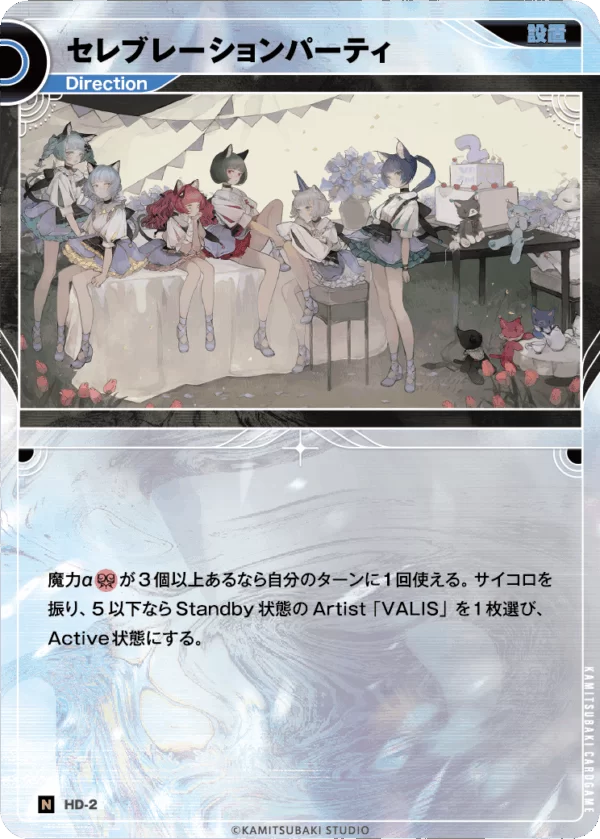 セレブレーションパーティ
設置
Direction
2
魔力α が3個以上あるなら自分のターンに1回使える。サイコロを
振り、5以下ならStandby状態のArtist「VALIS」を1枚選び、
Active状態にする。
KAMITSUBAKI CARDGAME
N HD-2
©KAMITSUBAKI STUDIO